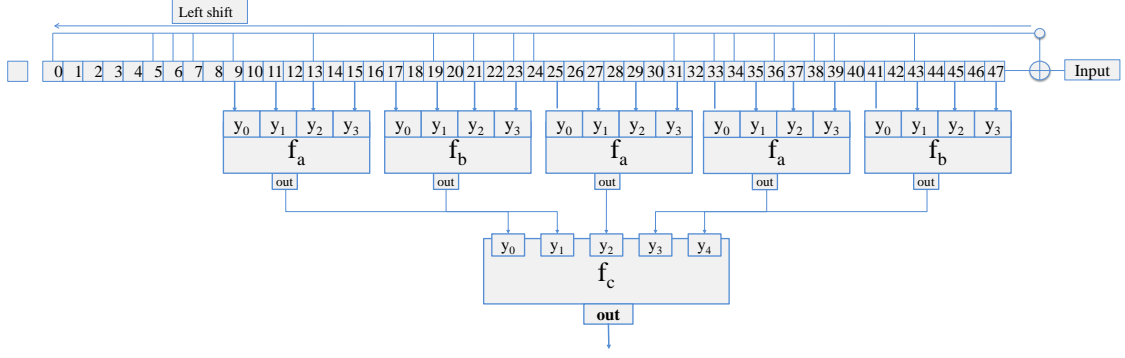 Left shift
0 1 2 3 4 5 6 7 8 9 10 11 12 13 14 15 16 17 18 19 20 21 22 23 24 25 26 27 28 29 30 31 32 33 34 35 36 37 38 39 40 41 42 43 44 45 46 47 Input
y0 y1 y2 y3 y0 y1 y2 y3 y0 y1 y2 y3 y0 y1 y2 y3 y0 y1 y2 y3
fa fb fa fa fb
out out out out out
y0 y1 y2 y3 y4
fc
out